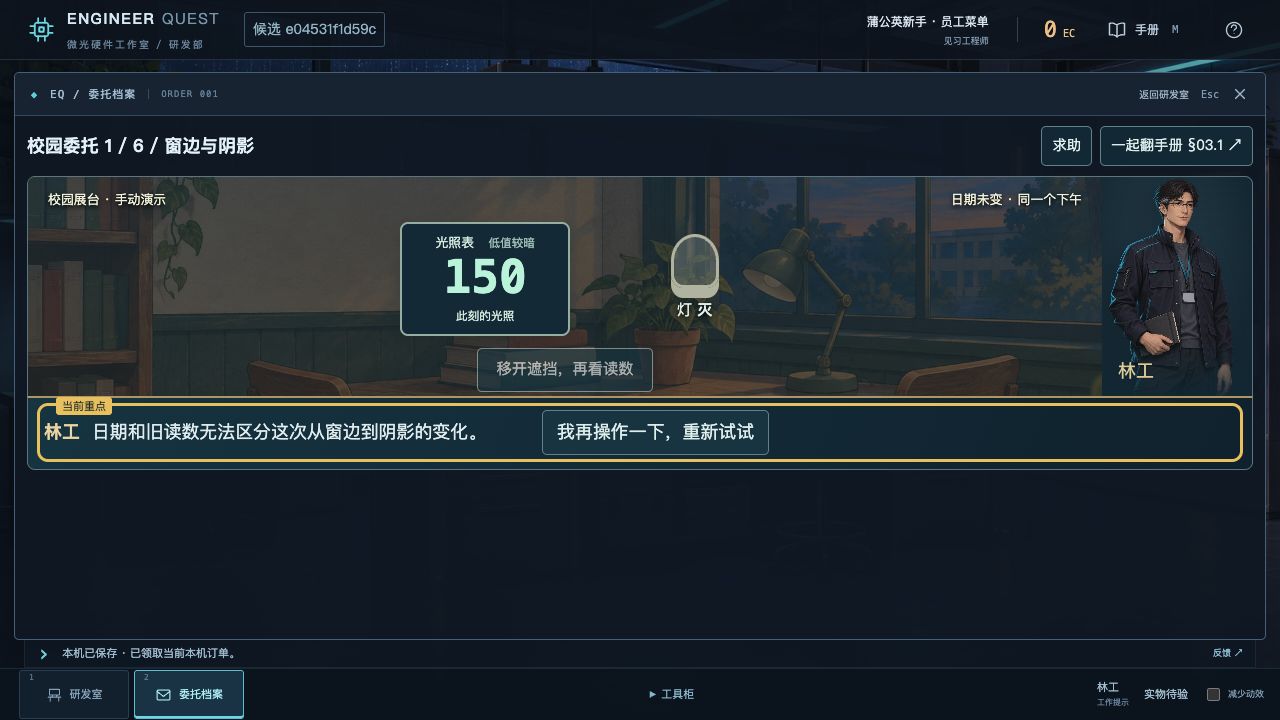 ENGINEER QUEST
微光硬件工作室 / 研发部
候选 e04531f1d59c
蒲公英新手 · 员工菜单
见习工程师
0 EC
手册 M
EQ / 委托档案 ORDER 001
返回研发室 Esc
校园委托 1 / 6 / 窗边与阴影
求助
一起翻手册 §03.1 ↗
校园展台 · 手动演示
日期未变 · 同一个下午
光照表 低值较暗
150
此刻的光照
灯 灭
移开遮挡，再看读数
林工
当前重点
林工 日期和旧读数无法区分这次从窗边到阴影的变化。
我再操作一下，重新试试
本机已保存 · 已领取当前本机订单。
反馈 ↗
1 研发室
2 委托档案
▸ 工具柜
林工
工作提示
实物待验
减少动效